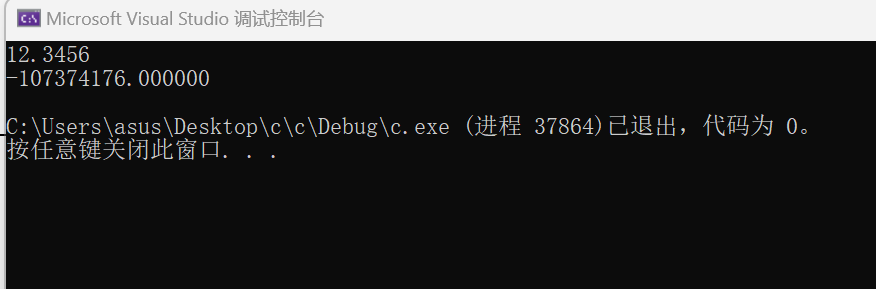 C:\ Microsoft Visual Studio 调试控制台
12.3456
-107374176.000000
C:\Users\asus\Desktop\c\c\Debug\c.exe (进程 37864)已退出，代码为 0。
按任意键关闭此窗口. . .